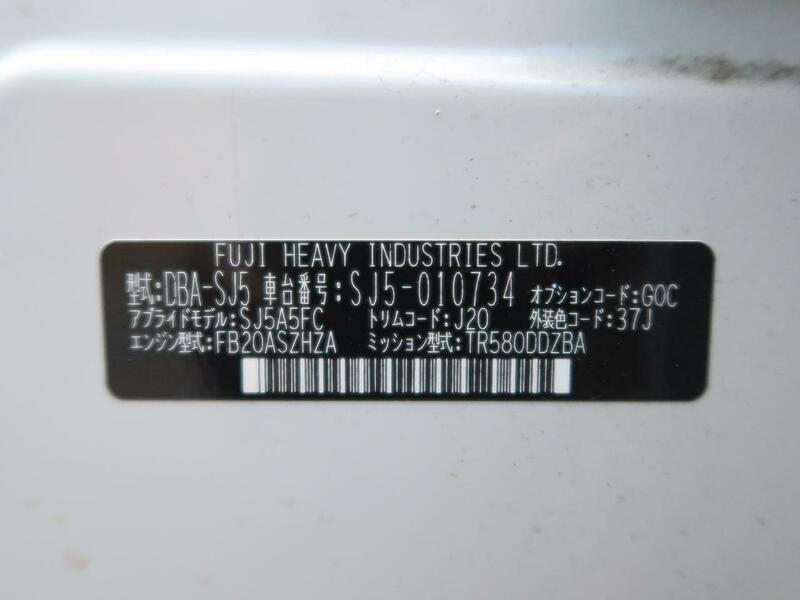 FUJI HEAVY INDUSTRIES LTD.
型式:DBA-SJ5 車台番号:SJ5-010734 オプションコード:GOC
アプライドモデル:SJ5A5FC トリムコード:J20 外装色コード:37J
エンジン型式:FB20ASZHZA ミッション型式:TR580DDZBA